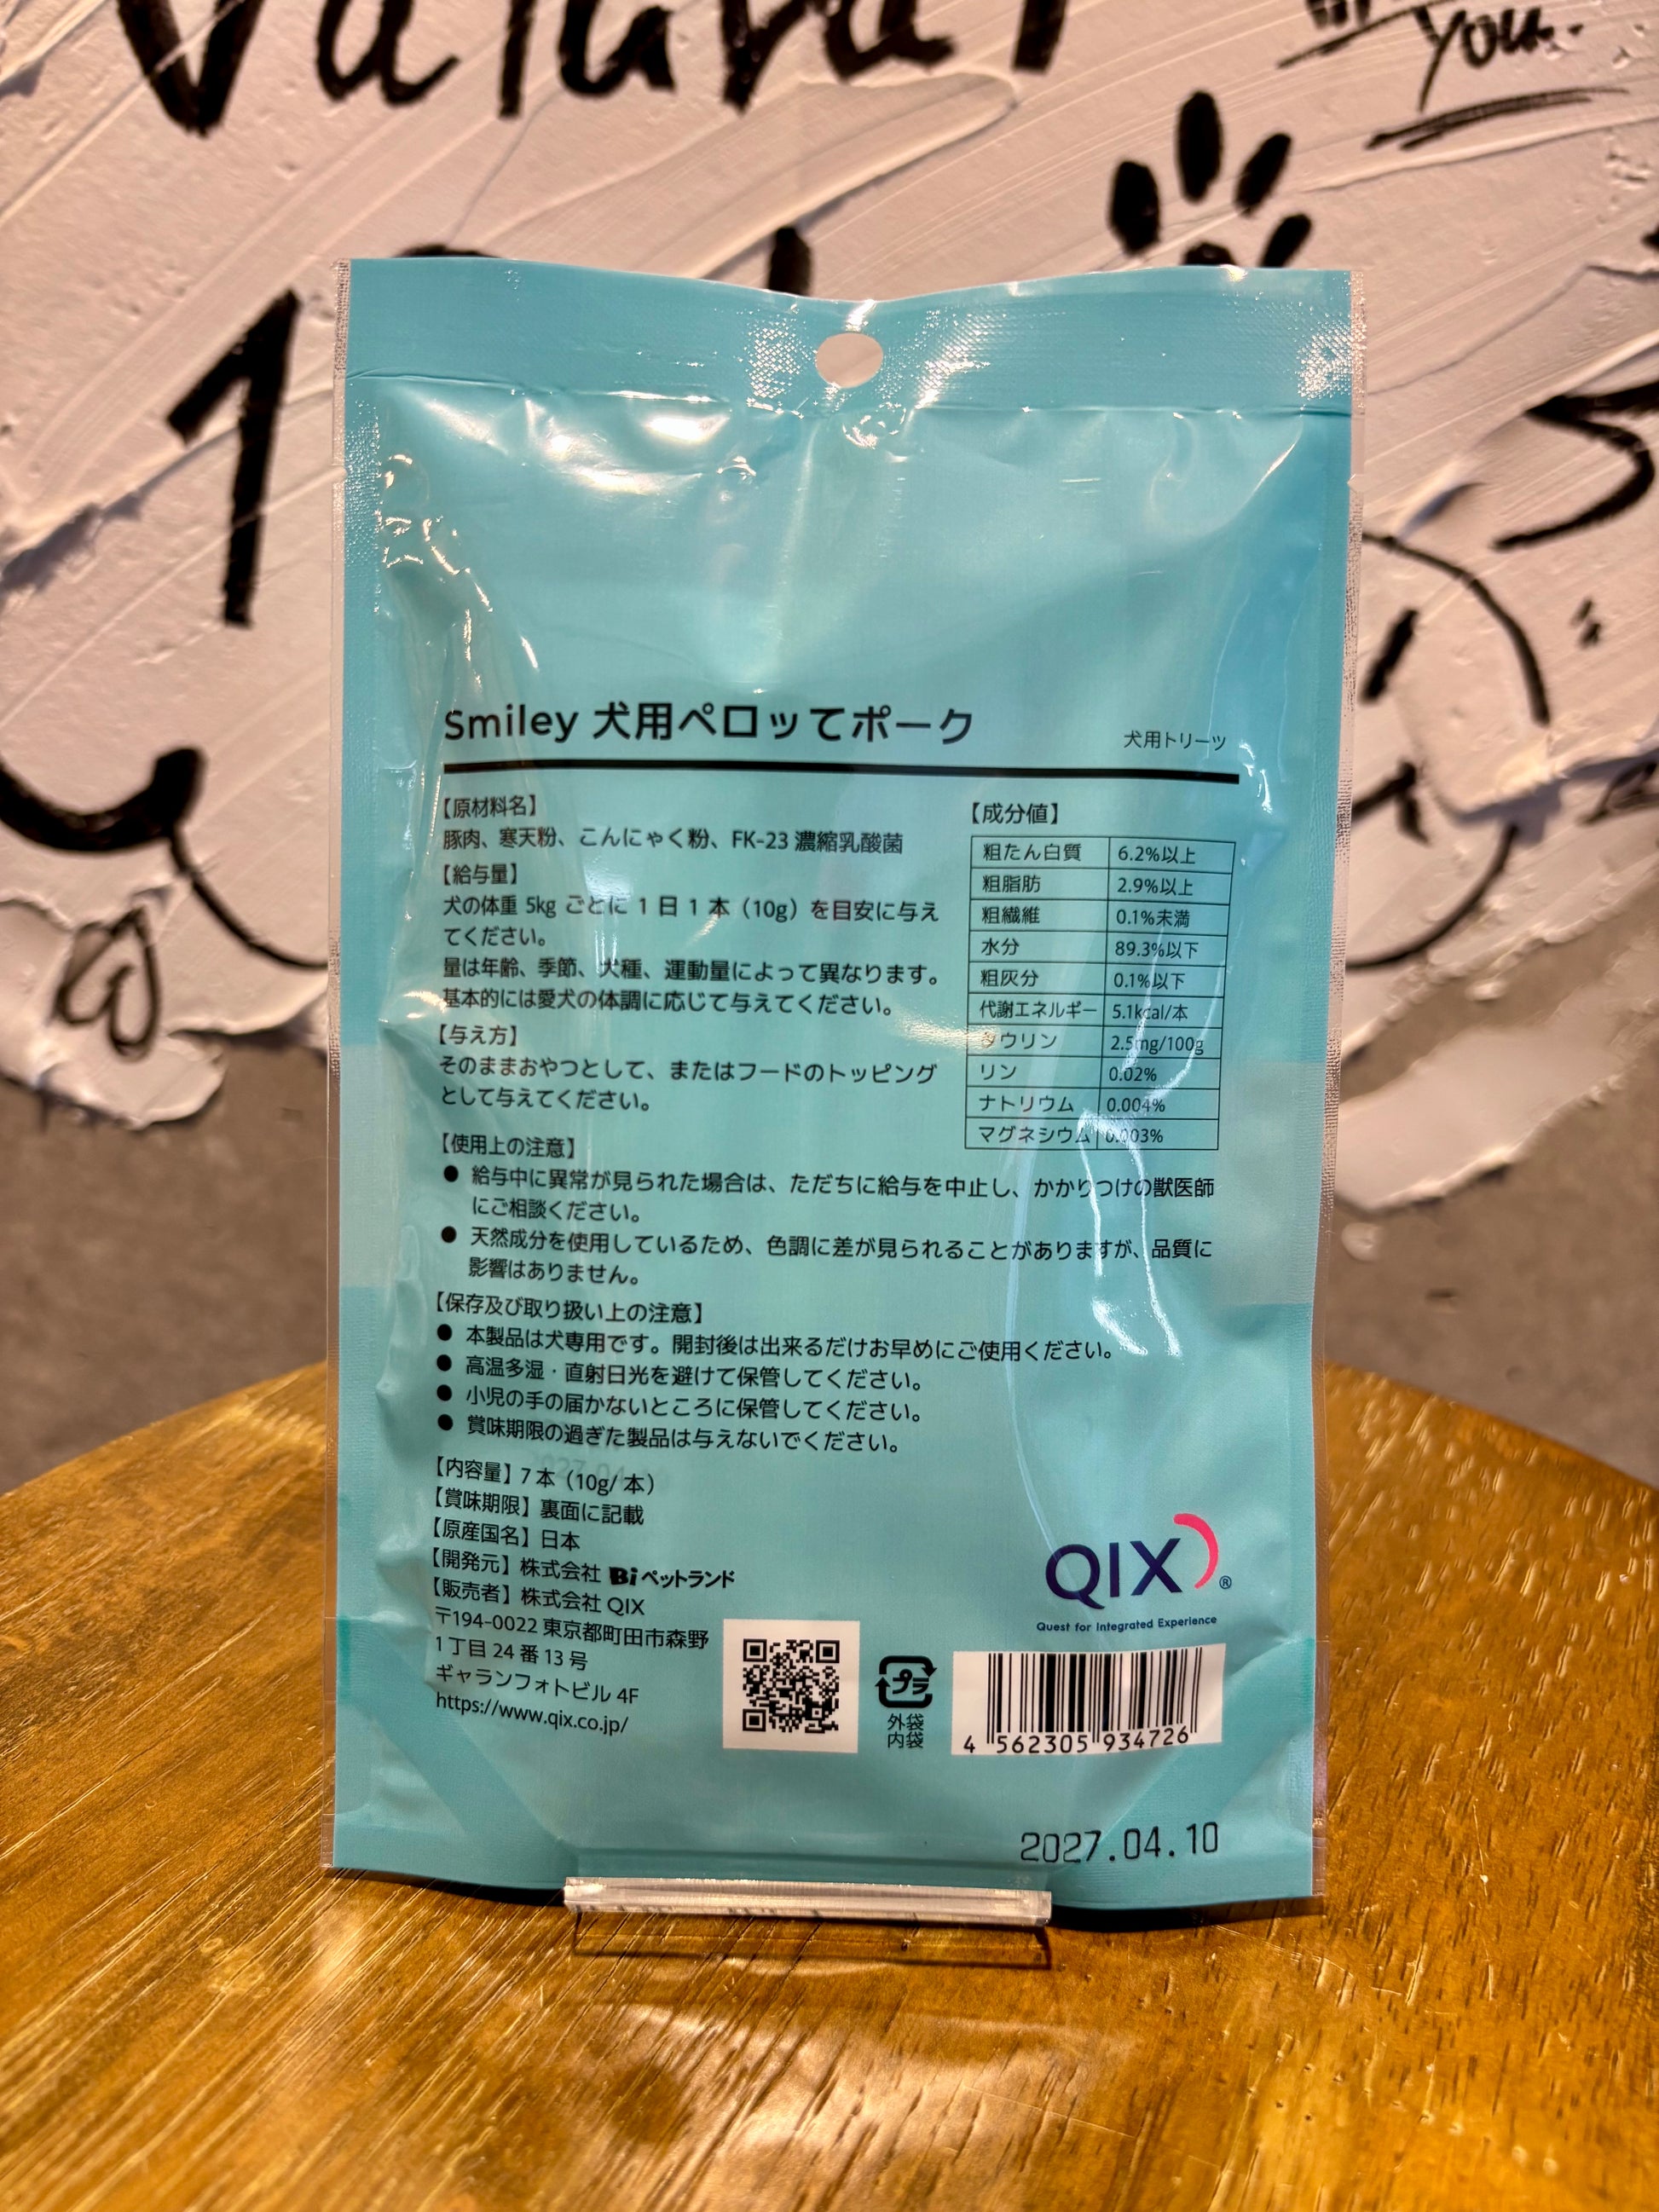 you
Smiley 犬用ペロッてポーク
犬用トリーツ
【原材料名】
豚肉、寒天粉、こんにゃく粉、FK-23 濃縮乳酸菌
【給与量】
犬の体重 5kg ごとに 1 日 1 本（10g）を目安に与え
てください。
量は年齢、季節、犬種、運動量によって異なります。
基本的には愛犬の体調に応じて与えてください。
【与え方】
そのままおやつとして、またはフードのトッピング
として与えてください。
【成分値】
粗たん白質 6.2%以上
粗脂肪 2.9%以上
粗繊維 0.1%未満
水分 89.3%以下
粗灰分 0.1%以下
代謝エネルギー 5.1kcal/本
タウリン 2.5mg/100g
リン 0.02%
ナトリウム 0.004%
マグネシウム 0.003%
【使用上の注意】
● 給与中に異常が見られた場合は、ただちに給与を中止し、かかりつけの獣医師
にご相談ください。
● 天然成分を使用しているため、色調に差が見られることがありますが、品質に
影響はありません。
【保存及び取り扱い上の注意】
● 本製品は犬専用です。開封後は出来るだけお早めにご使用ください。
● 高温多湿・直射日光を避けて保管してください。
● 小児の手の届かないところに保管してください。
● 賞味期限の過ぎた製品は与えないでください。
【内容量】7 本（10g/ 本）
【賞味期限】裏面に記載
【原産国名】日本
【開発元】株式会社 Bi ペットランド
【販売者】株式会社 QIX
〒194-0022 東京都町田市森野
1 丁目 24 番 13 号
ギャランフォトビル 4F
https://www.qix.co.jp/
QIX®
Quest for Integrated Experience
プラ
外袋
内袋
4 562305 934726
2027.04.10